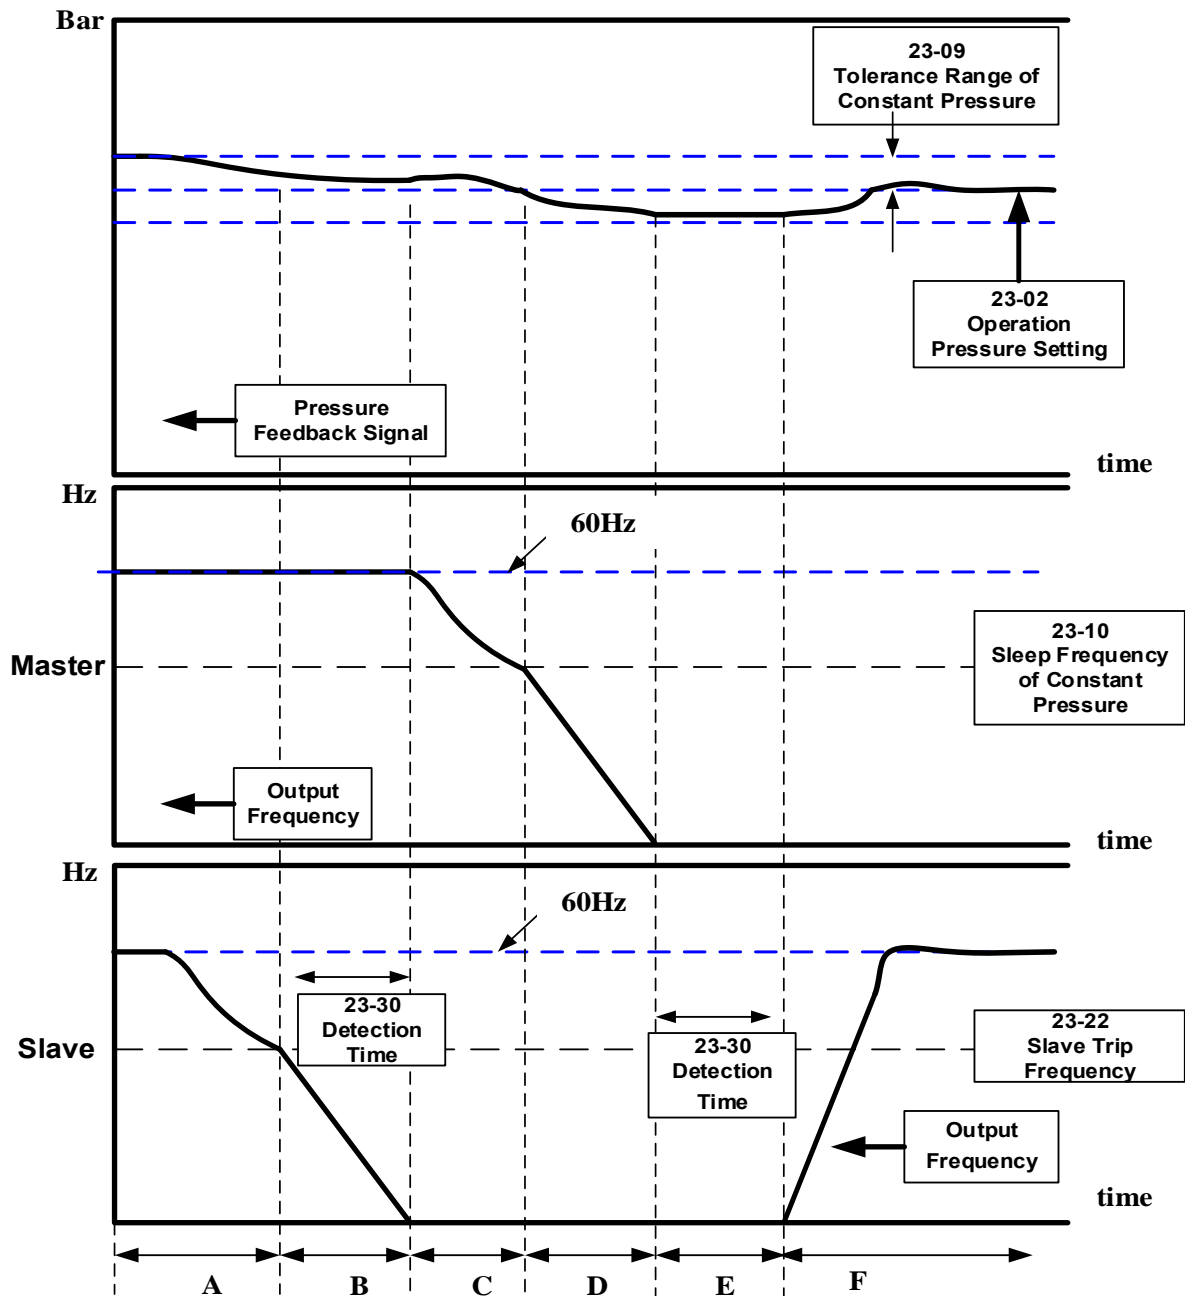 Bar
23-09
Tolerance Range of
Constant Pressure
23-02
Operation
Pressure Setting
Pressure
Feedback Signal
time
Hz
60Hz
23-10
Sleep Frequency
of Constant
Pressure
Master
Output
Frequency
time
Hz
60Hz
23-30
Detection
Time
23-30
Detection
Time
23-22
Slave Trip
Frequency
Slave
Output
Frequency
time
A
B
C
D
E
F